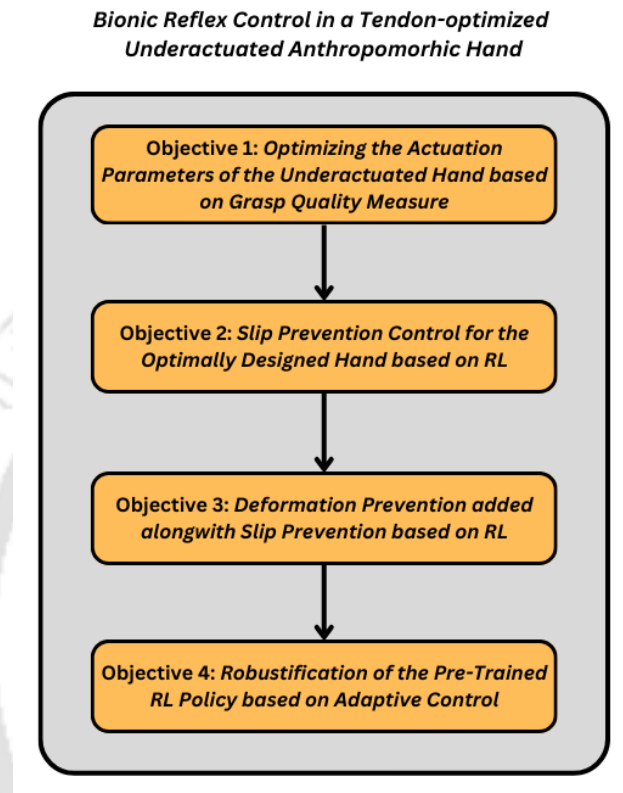 Bionic Reflex Control in a Tendon-optimized
Underactuated Anthropomorhic Hand
Objective 1: Optimizing the Actuation
Parameters of the Underactuated Hand based
on Grasp Quality Measure
Objective 2: Slip Prevention Control for the
Optimally Designed Hand based on RL
Objective 3: Deformation Prevention added
alongwith Slip Prevention based on RL
Objective 4: Robustification of the Pre-Trained
RL Policy based on Adaptive Control